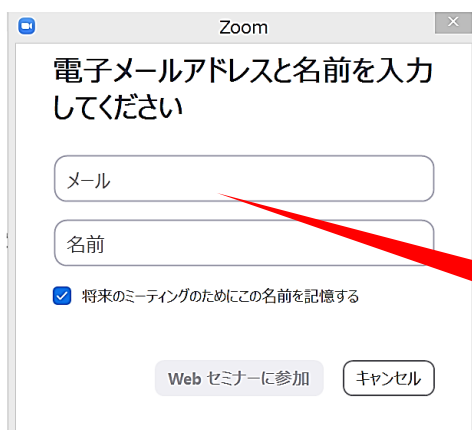 Zoom
電子メールアドレスと名前を入力
してください
メール
名前
将来のミーティングのためにこの名前を記憶する
Web セミナーに参加
キャンセル